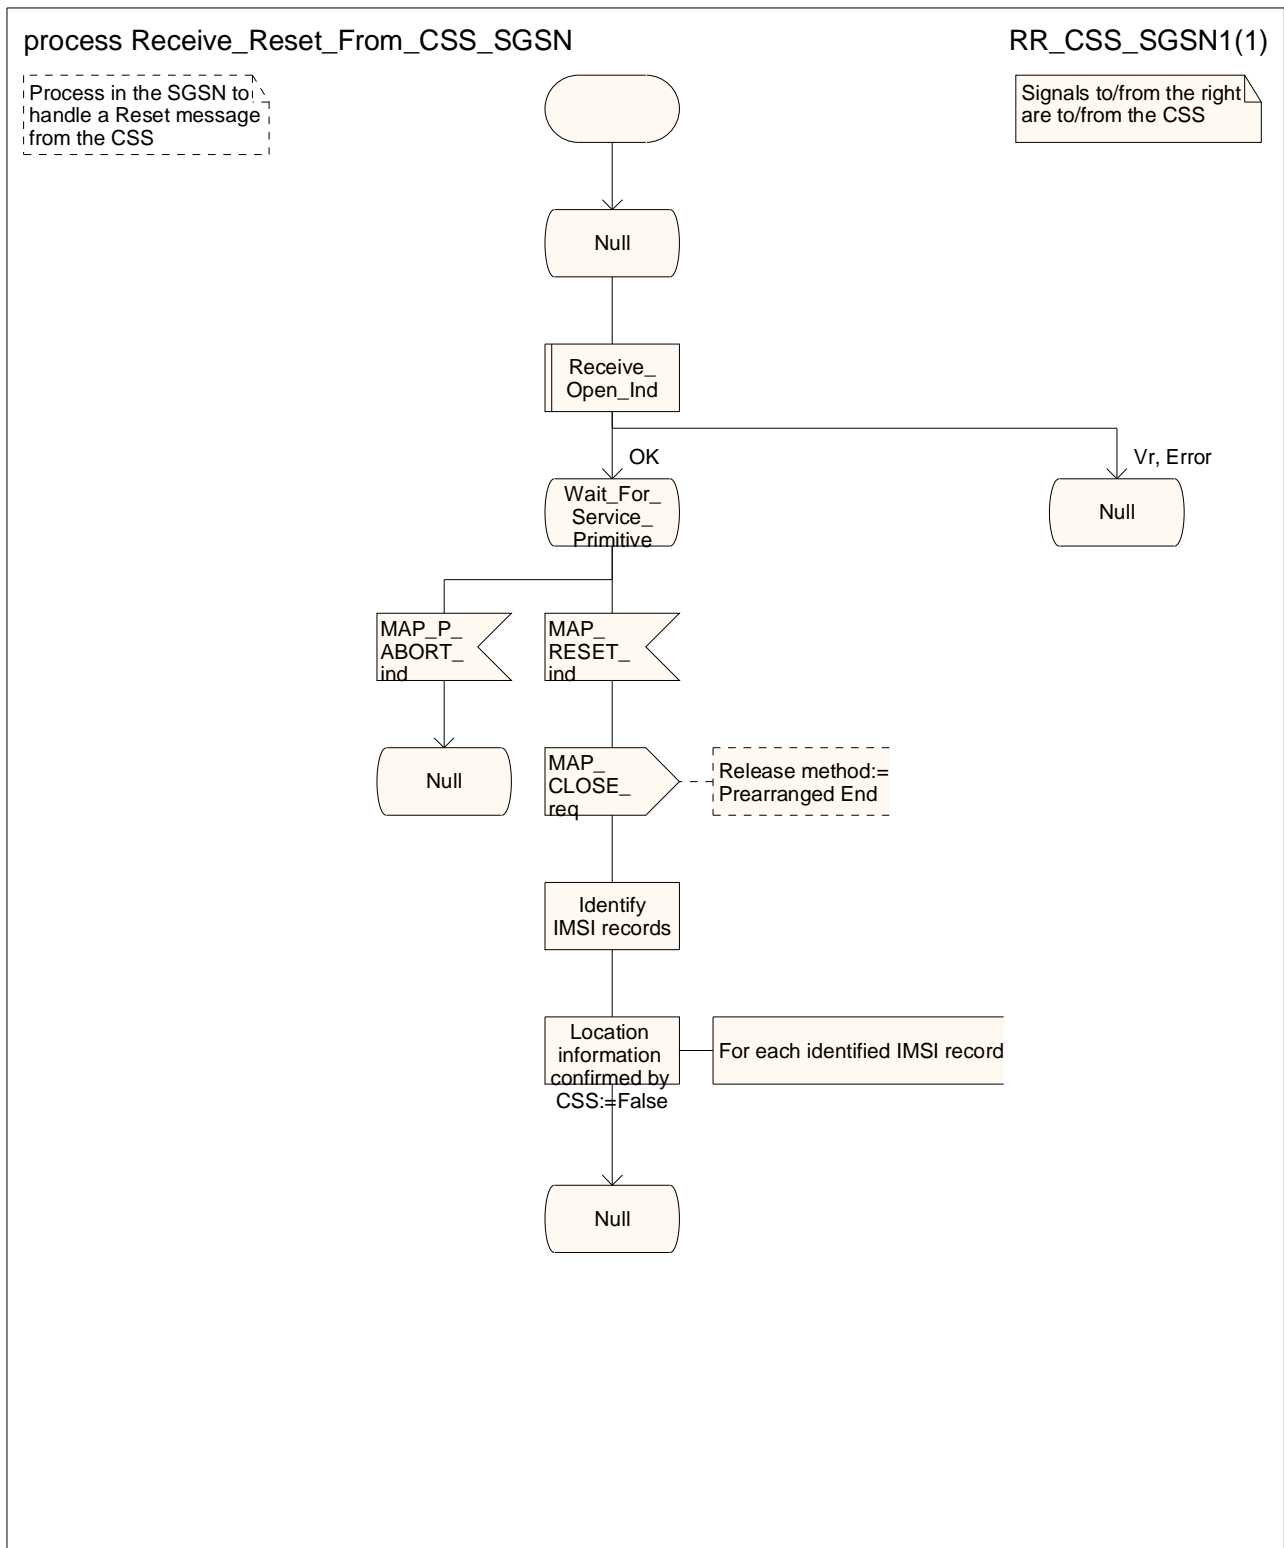 process Receive_Reset_From_CSS_SGSN
RR_CSS_SGSN1(1)
Process in the SGSN to
handle a Reset message
from the CSS
Signals to/from the right
are to/from the CSS
Null
Receive_
Open_Ind
OK
Vr, Error
Wait_For_
Service_
Primitive
Null
MAP_P_
ABORT_
ind
MAP_
RESET_
ind
Null
MAP_
CLOSE_
req
Release method:=
Prearranged End
Identify
IMSI records
Location
information
confirmed by
CSS:=False
For each identified IMSI record
Null